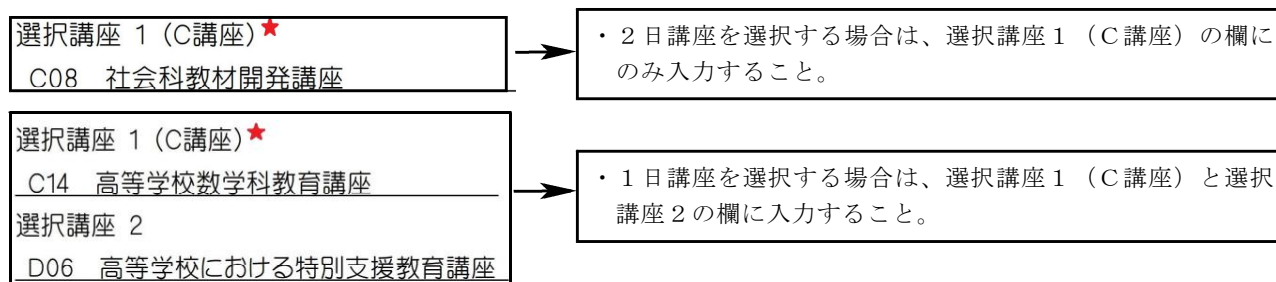 選択講座 1 (C講座)★
C08 社会科教材開発講座
・２日講座を選択する場合は、選択講座１（Ｃ講座）の欄に
のみ入力すること。
選択講座 1 (C講座)★
C14 高等学校数学科教育講座
選択講座 2
D06 高等学校における特別支援教育講座
・１日講座を選択する場合は、選択講座１（Ｃ講座）と選択
講座２の欄に入力すること。